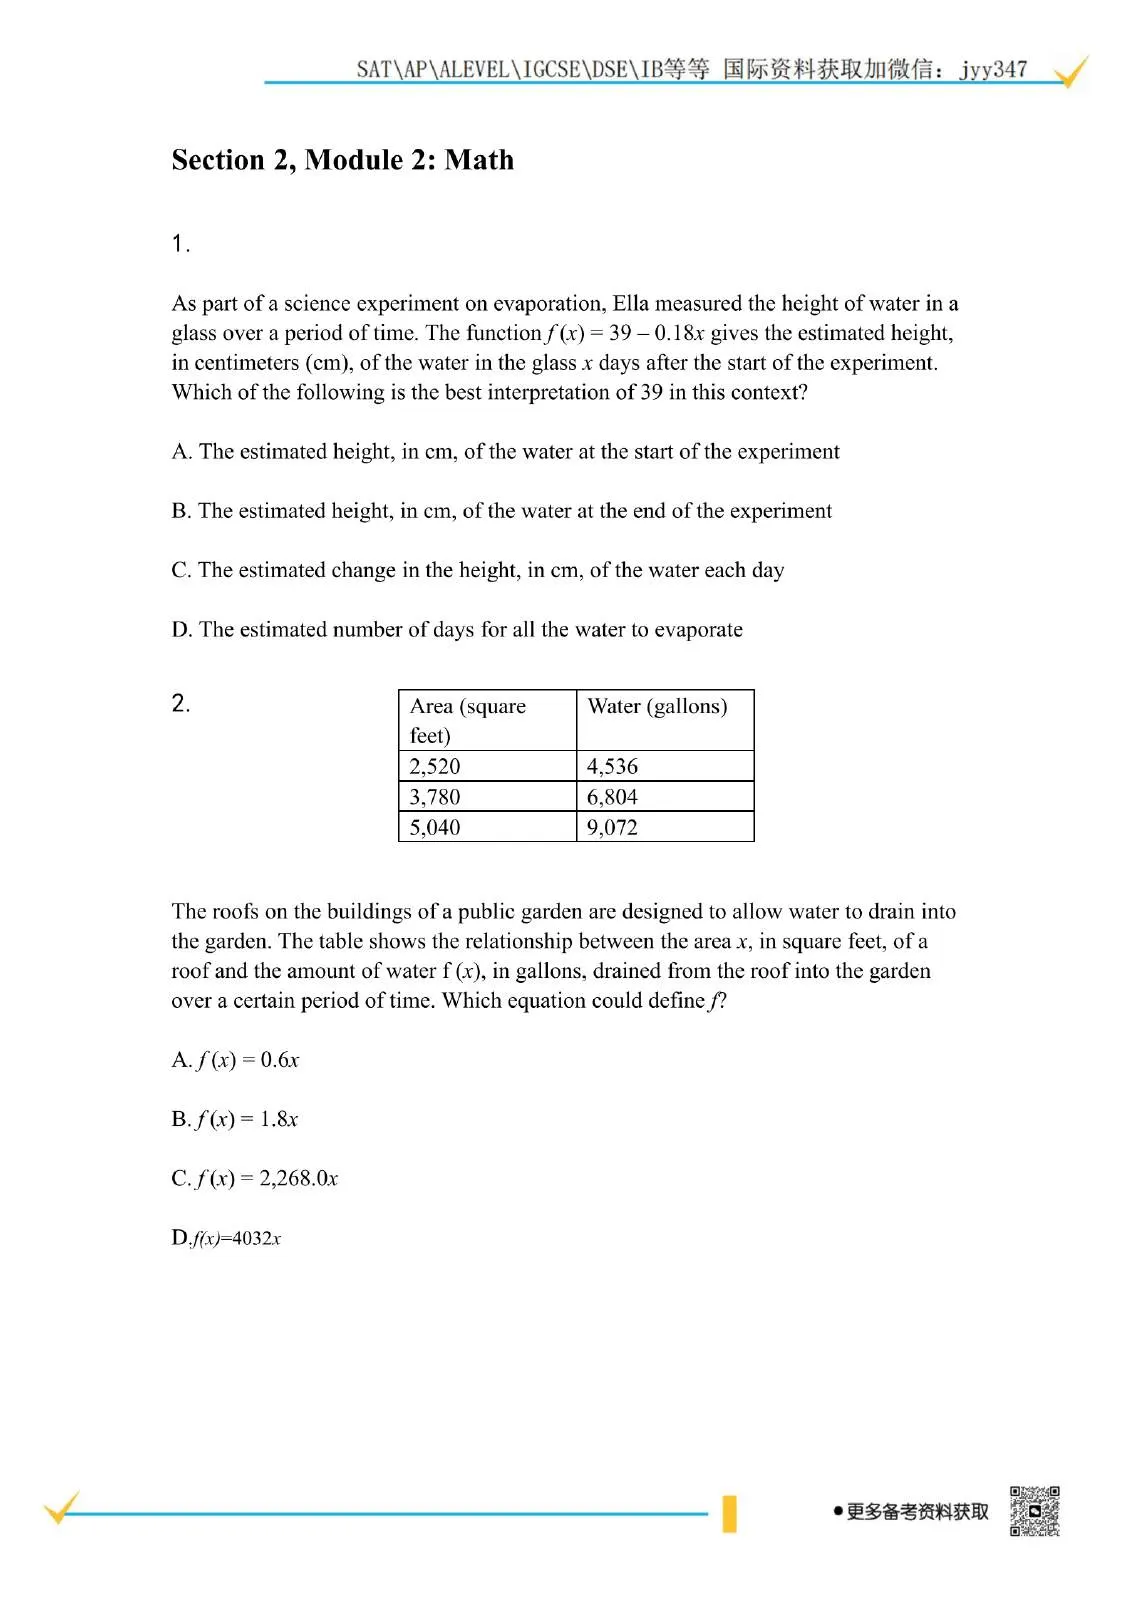 SAT\AP\ALEVEL\IGCSE\DSE\IB等等 国际资料获取加微信：jyy347
Section 2, Module 2: Math
1.
As part of a science experiment on evaporation, Ella measured the height of water in a
glass over a period of time. The function f (x) = 39 – 0.18x gives the estimated height,
in centimeters (cm), of the water in the glass x days after the start of the experiment.
Which of the following is the best interpretation of 39 in this context?
A. The estimated height, in cm, of the water at the start of the experiment
B. The estimated height, in cm, of the water at the end of the experiment
C. The estimated change in the height, in cm, of the water each day
D. The estimated number of days for all the water to evaporate
2.
Area (square
feet)
Water (gallons)
2,520 4,536
3,780 6,804
5,040 9,072
The roofs on the buildings of a public garden are designed to allow water to drain into
the garden. The table shows the relationship between the area x, in square feet, of a
roof and the amount of water f (x), in gallons, drained from the roof into the garden
over a certain period of time. Which equation could define f?
A. f (x) = 0.6x
B. f (x) = 1.8x
C. f (x) = 2,268.0x
D.f(x)=4032x
●更多备考资料获取